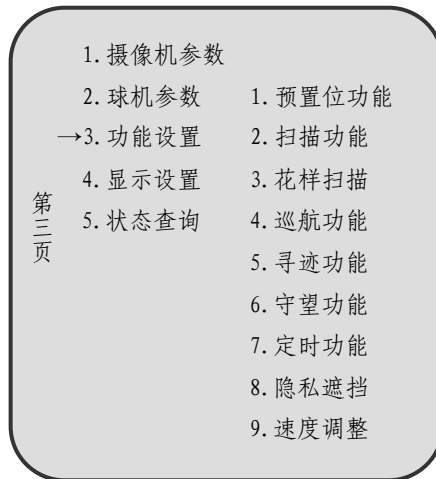 1. 摄像机参数
2. 球机参数
→3. 功能设置
4. 显示设置
5. 状态查询
第三页
1. 预置位功能
2. 扫描功能
3. 花样扫描
4. 巡航功能
5. 寻迹功能
6. 守望功能
7. 定时功能
8. 隐私遮挡
9. 速度调整